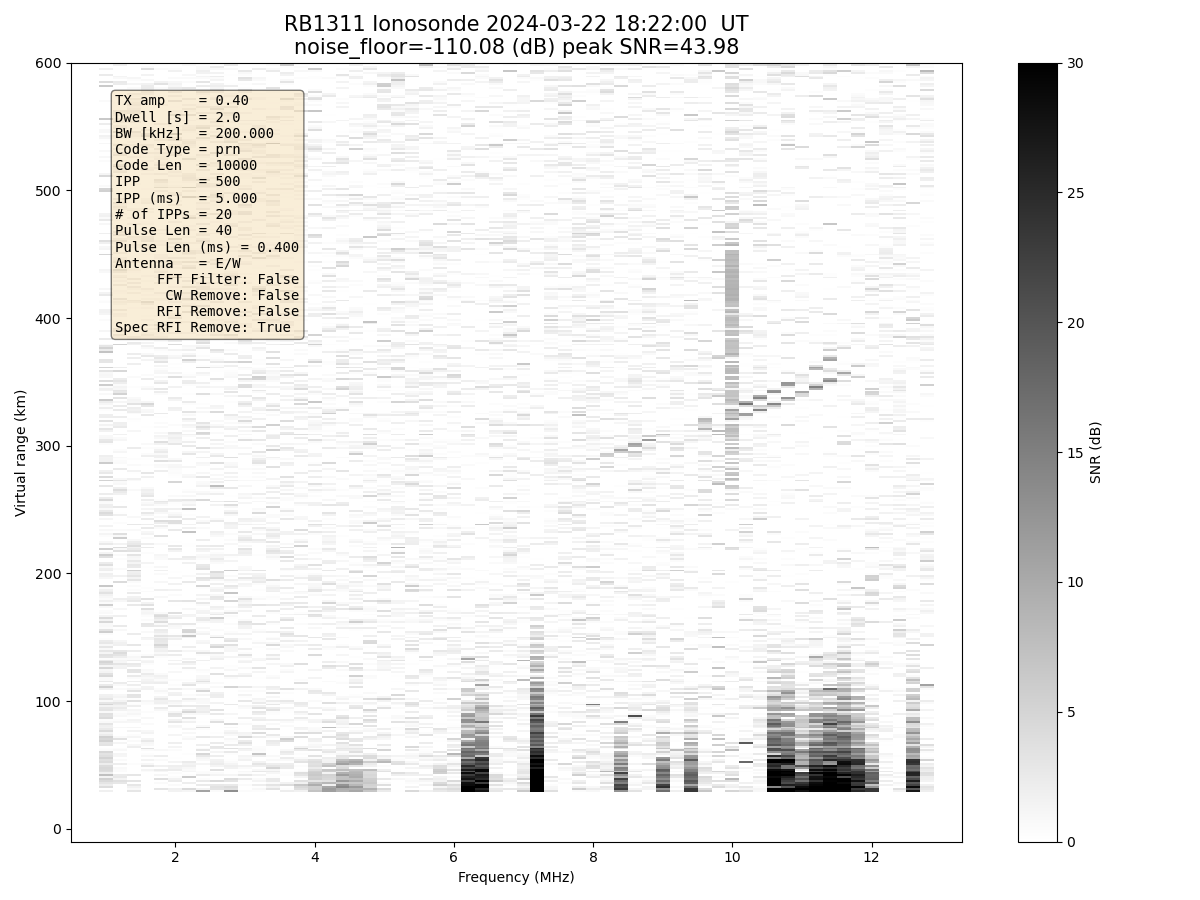 RB1311 Ionosonde 2024-03-22 18:22:00 UT
noise_floor=-110.08 (dB) peak SNR=43.98
600
500
400
300
200
100
0
Virtual range (km)
TX amp = 0.40
Dwell [s] = 2.0
BW [kHz] = 200.000
Code Type = prn
Code Len = 10000
IPP = 500
IPP (ms) = 5.000
# of IPPs = 20
Pulse Len = 40
Pulse Len (ms) = 0.400
Antenna = E/W
FFT Filter: False
CW Remove: False
RFI Remove: False
Spec RFI Remove: True
2 4 6 8 10 12
Frequency (MHz)
30
25
20
15
10
5
0
SNR (dB)